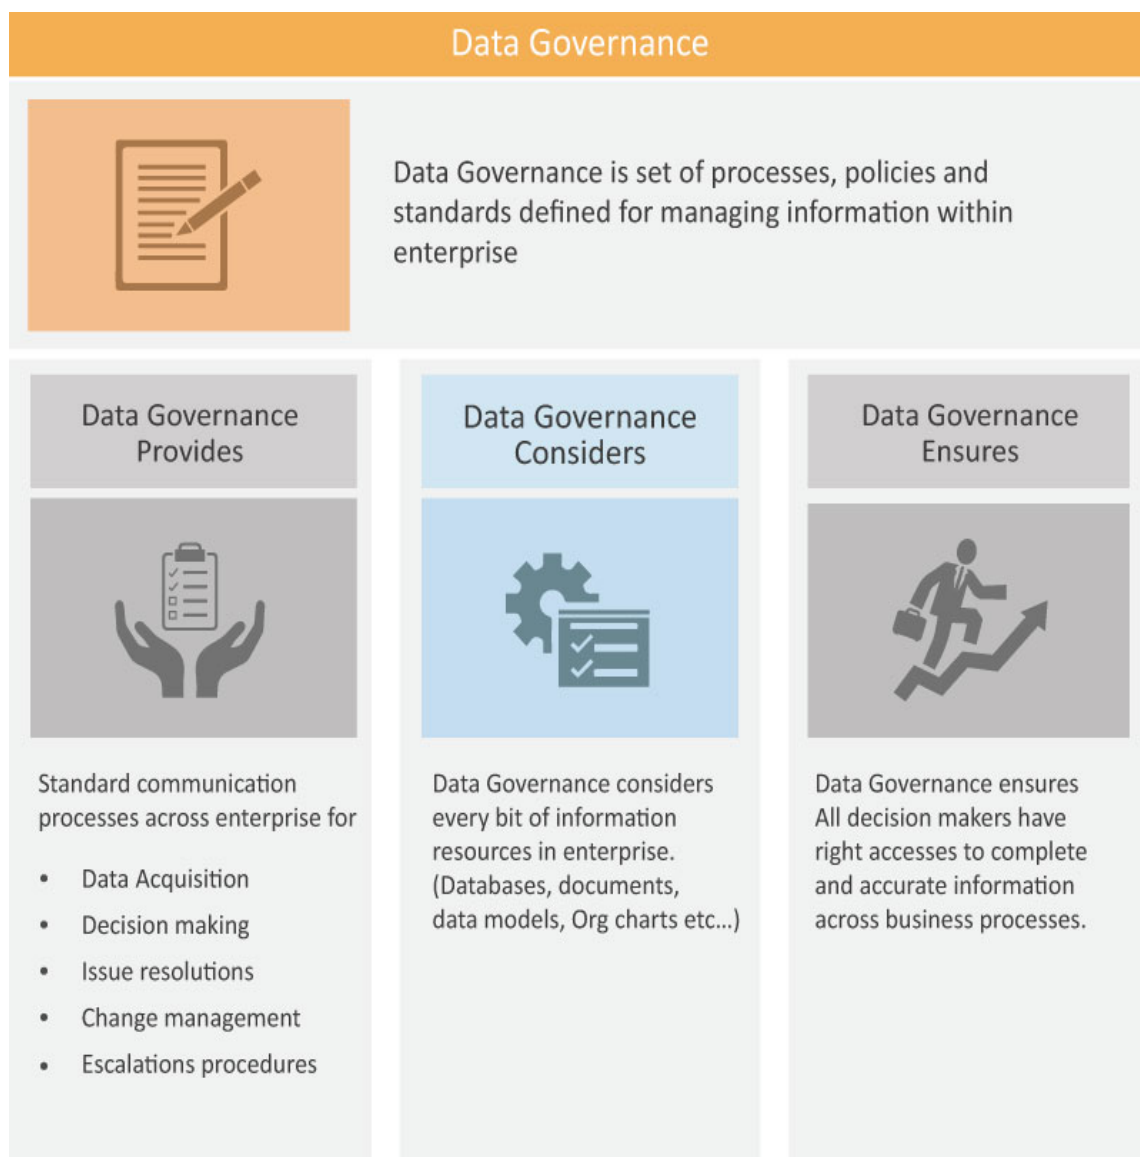 Data Governance
Data Governance is set of processes, policies and
standards defined for managing information within
enterprise
Data Governance
Provides
Standard communication
processes across enterprise for
• Data Acquisition
• Decision making
• Issue resolutions
• Change management
• Escalations procedures
Data Governance
Considers
Data Governance considers
every bit of information
resources in enterprise.
(Databases, documents,
data models, Org charts etc...)
Data Governance
Ensures
Data Governance ensures
All decision makers have
right accesses to complete
and accurate information
across business processes.